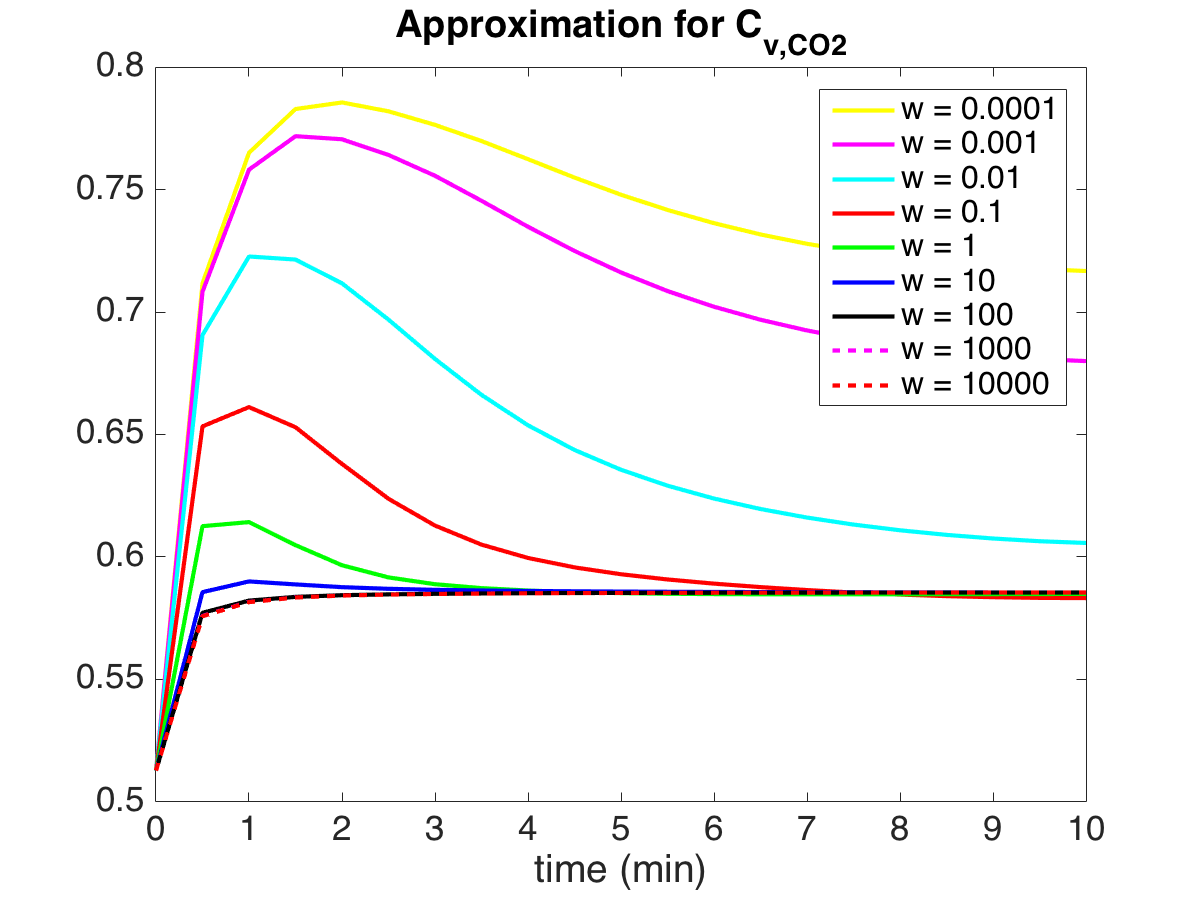 Approximation for C_v,CO2
0.8
0.75
0.7
0.65
0.6
0.55
0.5
w = 0.0001
w = 0.001
w = 0.01
w = 0.1
w = 1
w = 10
w = 100
w = 1000
w = 10000
0 1 2 3 4 5 6 7 8 9 10
time (min)